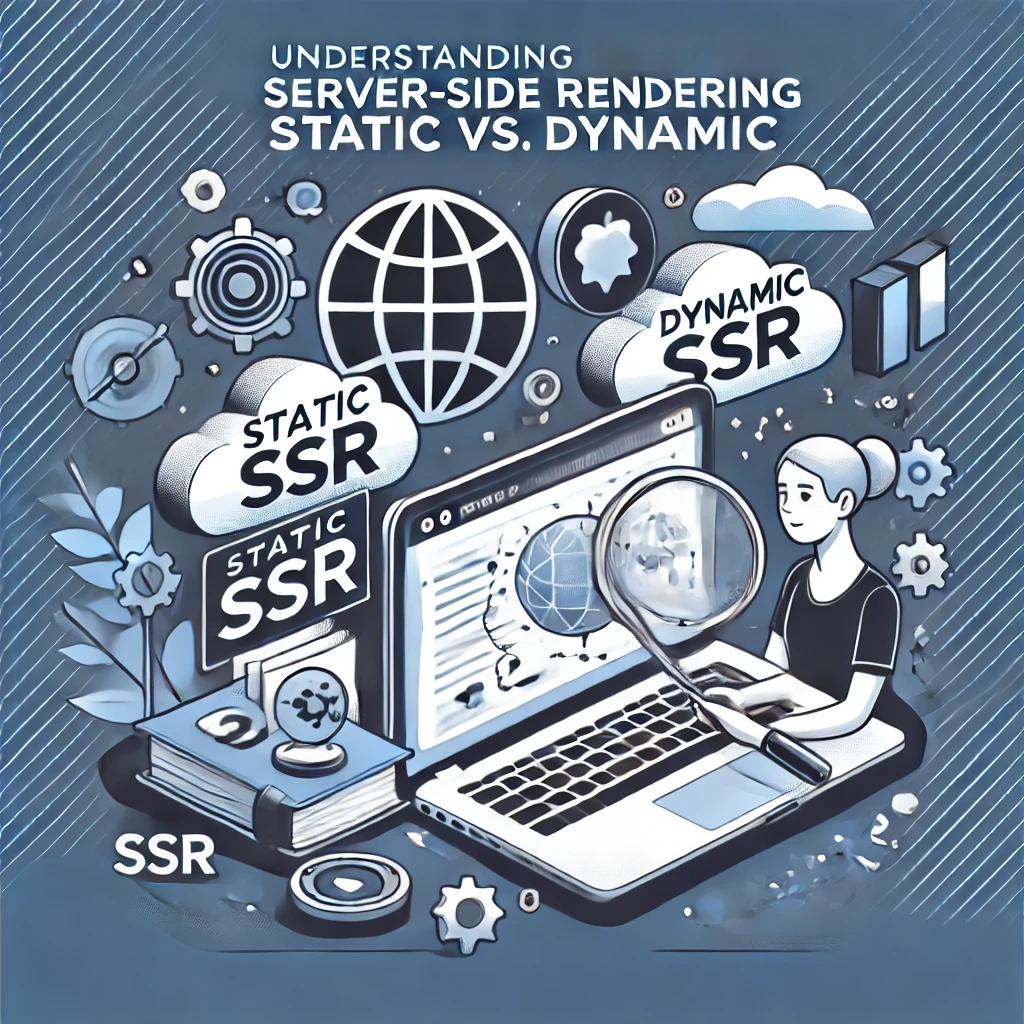 UNDERSTANDING
SERVER-SIDE RENDERING
STATIC VS. DYNAMIC
DYNAMIC
SSR
STATIC
SSR
STATIC
SSR
SSR